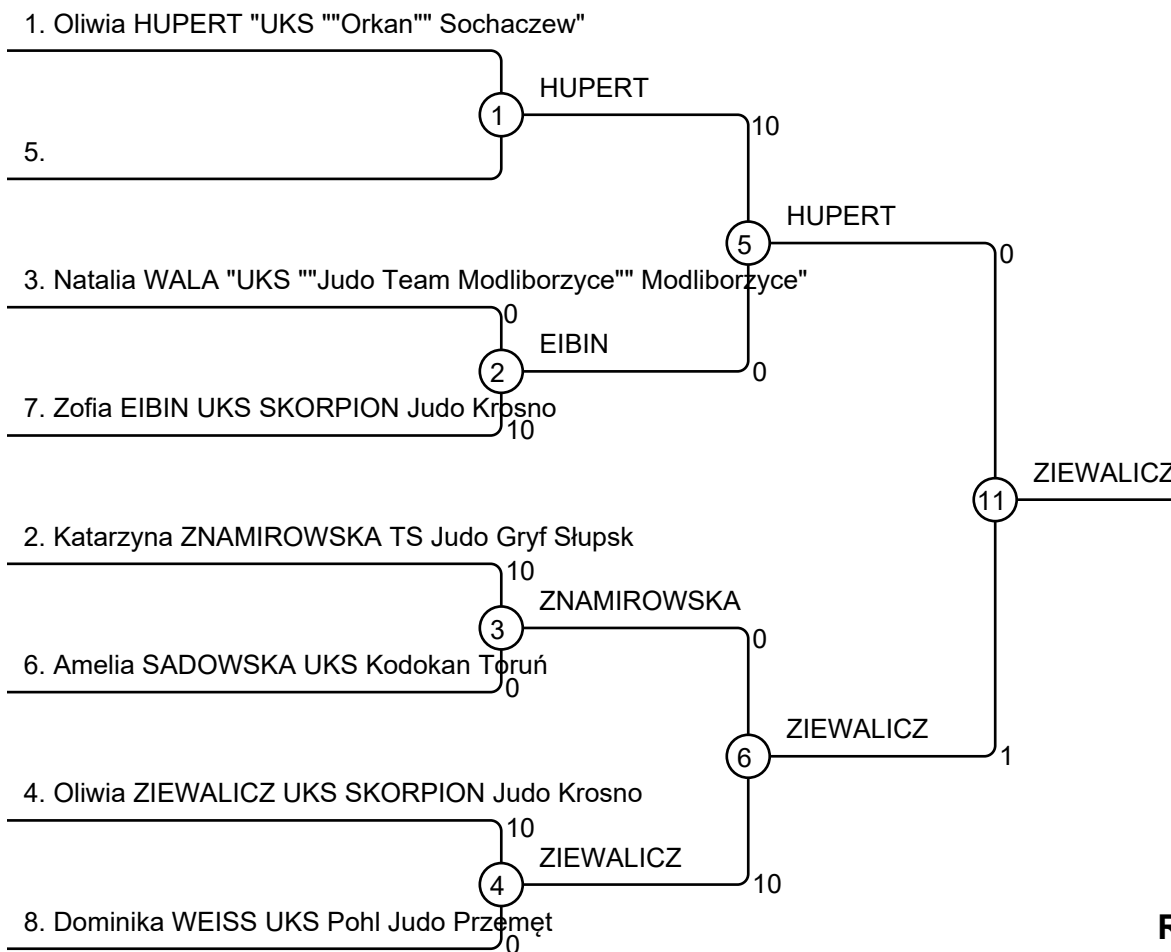 1. Oliwia HUPERT "UKS ""Orkan"" Sochaczew"
HUPERT
1
10
5.
HUPERT
5
0
3. Natalia WALA "UKS ""Judo Team Modliborzyce"" Modliborzyce"
0
EIBIN
2
0
7. Zofia EIBIN UKS SKORPION Judo Krosno
10
ZIEWALICZ
11
2. Katarzyna ZNAMIROWSKA TS Judo Gryf Słupsk
10
ZNAMIROWSKA
3
0
6. Amelia SADOWSKA UKS Kodokan Toruń
0
ZIEWALICZ
6
1
4. Oliwia ZIEWALICZ UKS SKORPION Judo Krosno
10
ZIEWALICZ
4
10
8. Dominika WEISS UKS Pohl Judo Przemęt
0
R